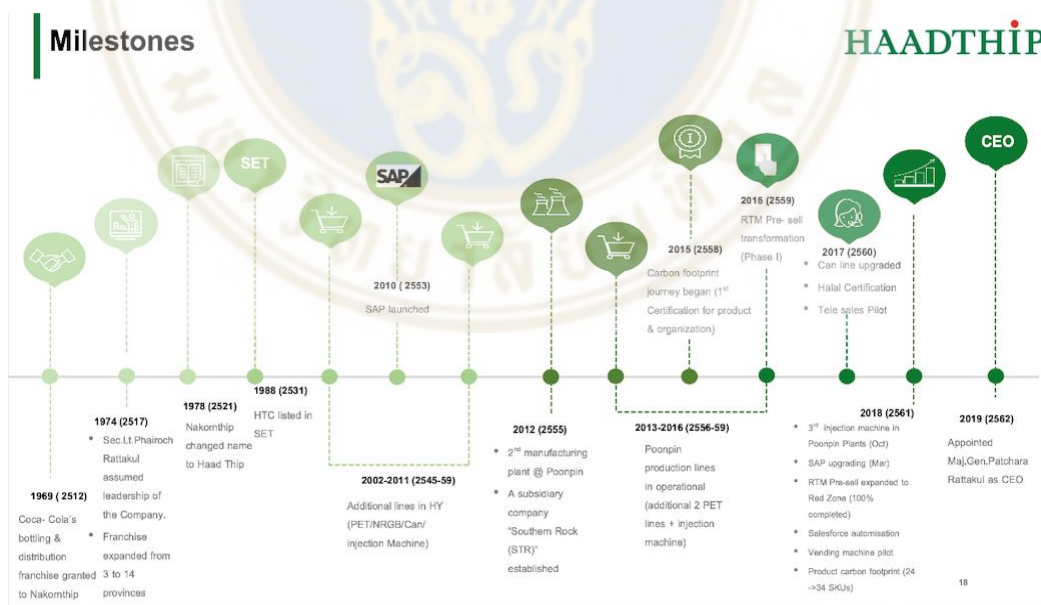 Milestones
HAADTHIP
SET
SAP
CEO
2010 ( 2553)
SAP launched
2015 (2558)
Carbon footprint
journey began (1st
Certification for product
& organization)
2016 (2559)
RTM Pre- sell
transformation
(Phase I)
2017 (2560)
• Can line upgraded
• Halal Certification
• Tele sales Pilot
1969 ( 2512)
Coca- Cola's
bottling &
distribution
franchise granted
to Nakornthip
1974 (2517)
• Sec.Lt.Phairoch
Rattakul
assumed
leadership of
the Company.
• Franchise
expanded from
3 to 14
provinces
1978 (2521)
Nakornthip
changed name
to Haad Thip
1988 (2531)
HTC listed in
SET
2002-2011 (2545-59)
Additional lines in HY
(PET/NRGB/Can/
injection Machine)
2012 (2555)
• 2nd manufacturing
plant @ Poonpin
• A subsidiary
company
"Southern Rock
(STR)"
established
2013-2016 (2556-59)
Poonpin
production lines
in operational
(additional 2 PET
lines + injection
machine)
2018 (2561)
• 3rd injection machine in
Poonpin Plants (Oct)
• SAP upgrading (Mar)
• RTM Pre-sell expanded to
Red Zone (100%
completed)
• Salesforce automisation
• Vending machine pilot
• Product carbon footprint (24
->34 SKUs)
2019 (2562)
Appointed
Maj.Gen.Patchara
Rattakul as CEO
18